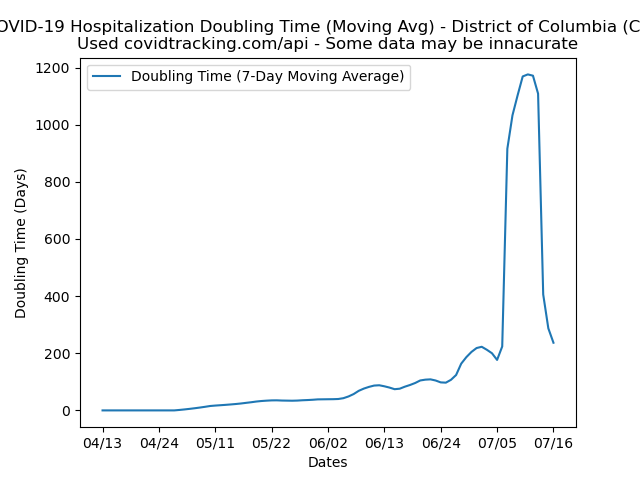 OVID-19 Hospitalization Doubling Time (Moving Avg) - District of Columbia (C
Used covidtracking.com/api - Some data may be innacurate
Doubling Time (7-Day Moving Average)
1200
1000
800
600
400
200
0
Doubling Time (Days)
04/13 04/24 05/11 05/22 06/02 06/13 06/24 07/05 07/16
Dates